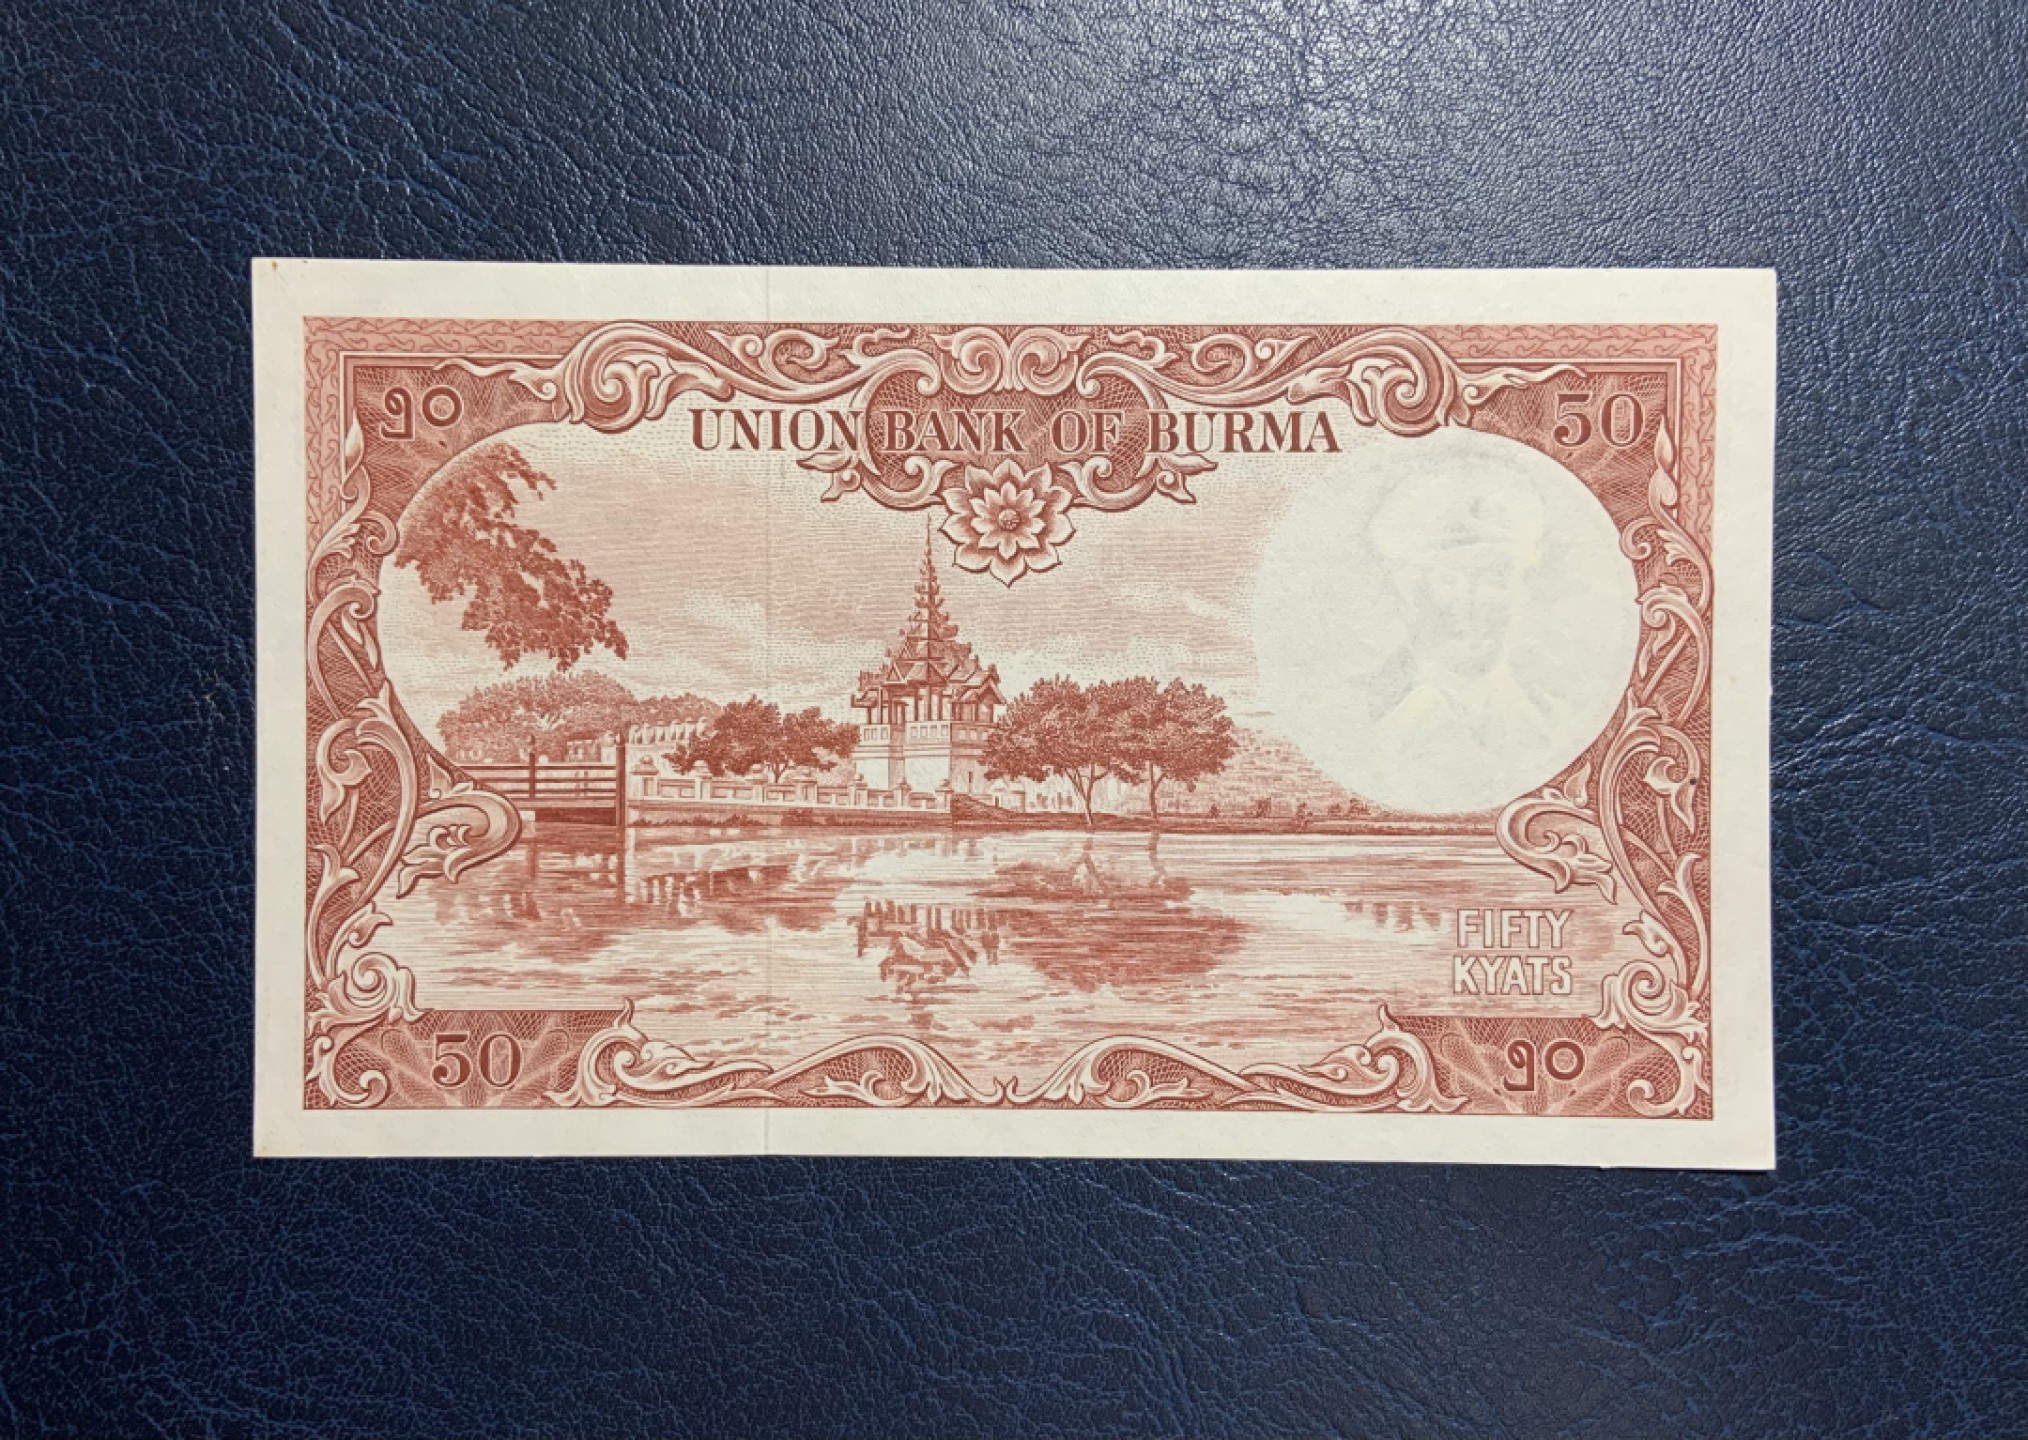 ၅၀
50
UNION BANK OF BURMA
FIFTY
KYATS
50
၅၀